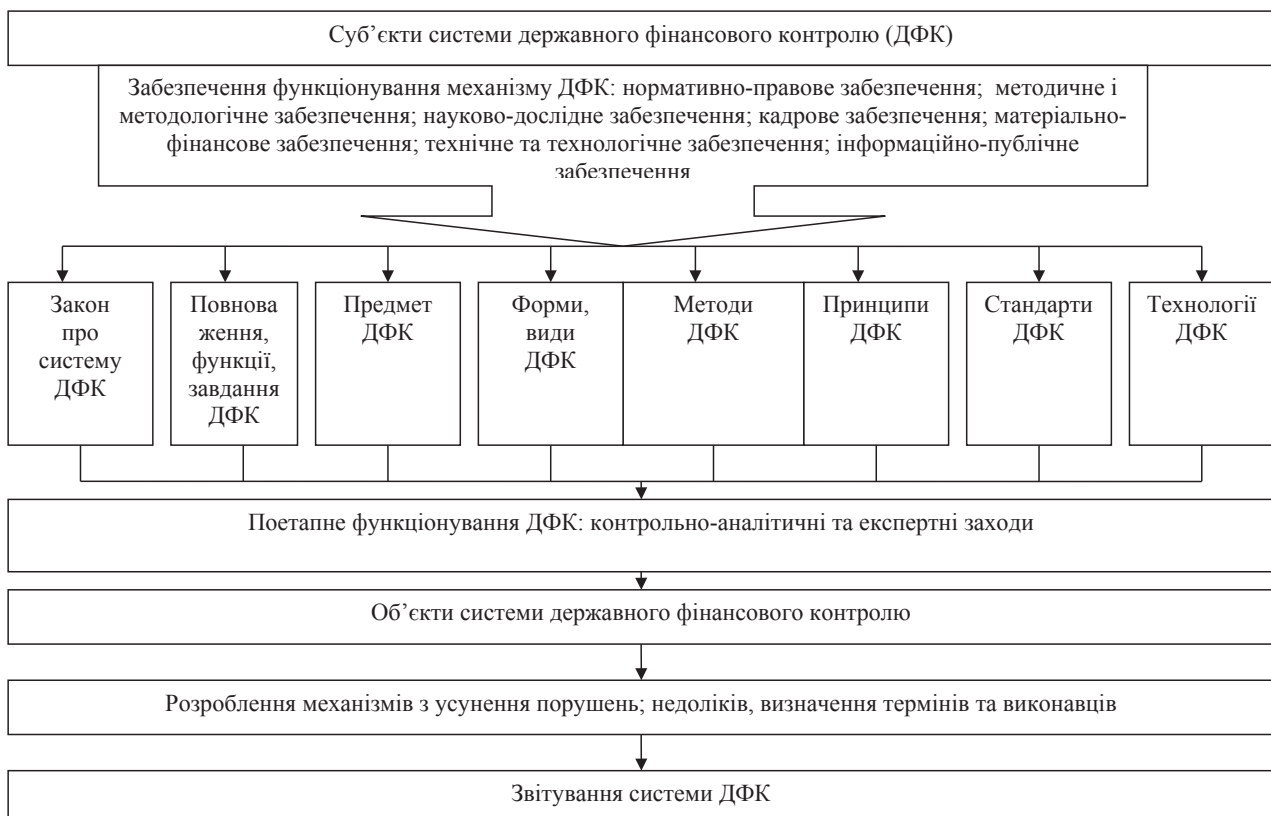 Суб’єкти системи державного фінансового контролю (ДФК)
Забезпечення функціонування механізму ДФК: нормативно-правове забезпечення; методичне і
методологічне забезпечення; науково-дослідне забезпечення; кадрове забезпечення; матеріально-
фінансове забезпечення; технічне та технологічне забезпечення; інформаційно-публічне
забезпечення
Закон
про
систему
ДФК
Повнова
ження,
функції,
завдання
ДФК
Предмет
ДФК
Форми,
види
ДФК
Методи
ДФК
Принципи
ДФК
Стандарти
ДФК
Технології
ДФК
Поетапне функціонування ДФК: контрольно-аналітичні та експертні заходи
Об’єкти системи державного фінансового контролю
Розроблення механізмів з усунення порушень; недоліків, визначення термінів та виконавців
Звітування системи ДФК